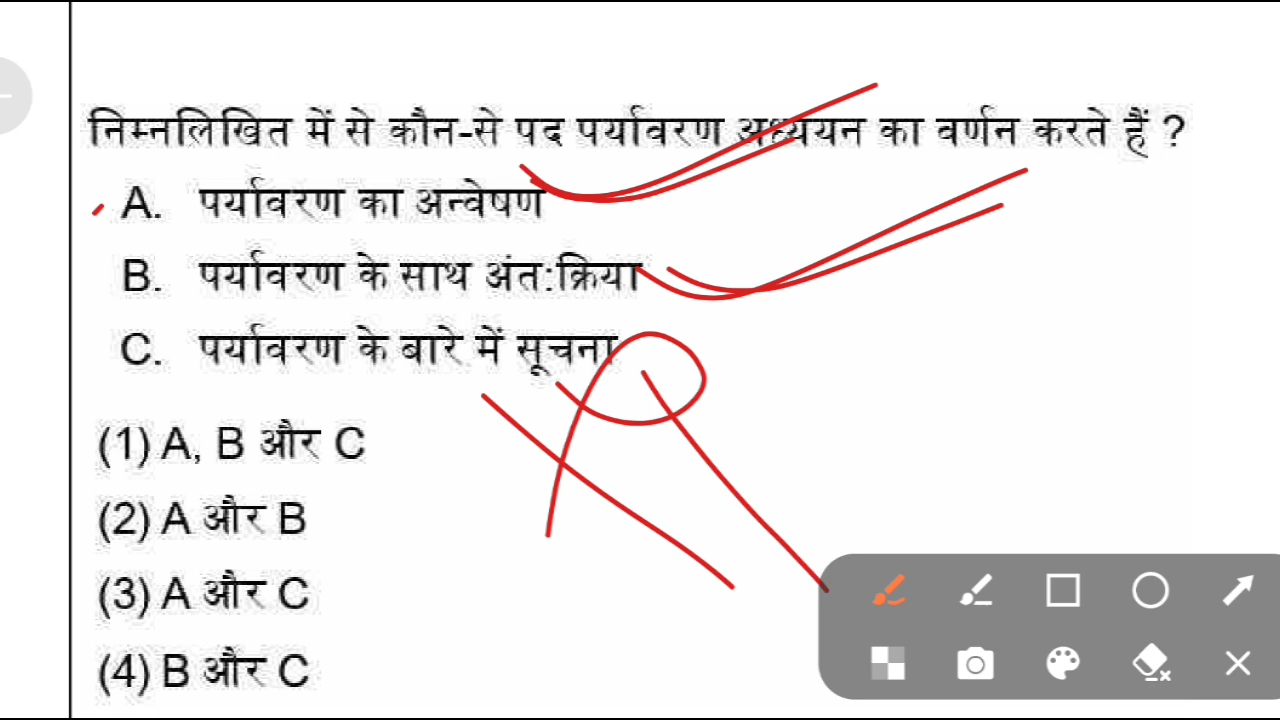 निम्नलिखित में से कौन-से पद पर्यावरण अध्ययन का वर्णन करते हैं ?
A. पर्यावरण का अन्वेषण
B. पर्यावरण के साथ अंत:क्रिया
C. पर्यावरण के बारे में सूचना
(1) A, B और C
(2) A और B
(3) A और C
(4) B और C